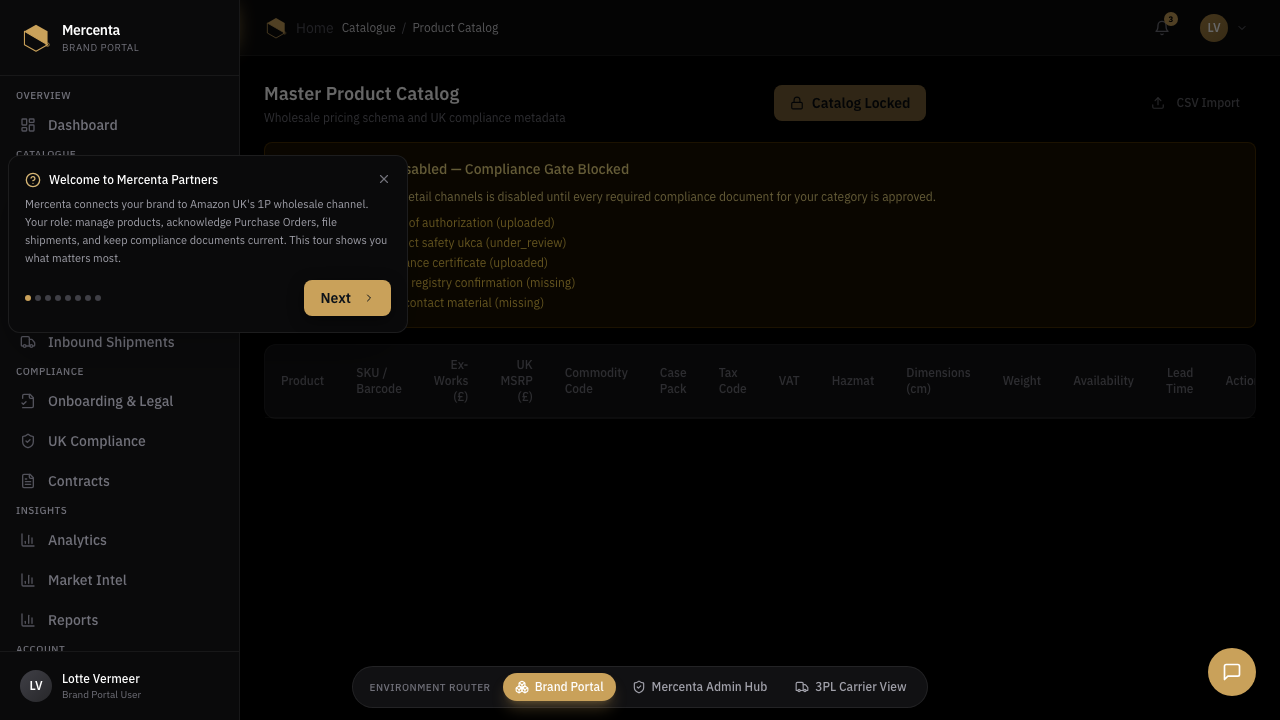 Mercenta
BRAND PORTAL
Home Catalogue / Product Catalog
3
LV
OVERVIEW
Dashboard
CATALOGUE
Master Product Catalog
Wholesale pricing schema and UK compliance metadata
Catalog Locked
CSV Import
Welcome to Mercenta Partners
Mercenta connects your brand to Amazon UK's 1P wholesale channel.
Your role: manage products, acknowledge Purchase Orders, file
shipments, and keep compliance documents current. This tour shows you
what matters most.
Next
— Compliance Gate Blocked
channels is disabled until every required compliance document for your category is approved.
of authorization (uploaded)
safety ukca (under_review)
certificate (uploaded)
registry confirmation (missing)
contact material (missing)
Inbound Shipments
COMPLIANCE
Onboarding & Legal
UK Compliance
Contracts
INSIGHTS
Analytics
Market Intel
Reports
ACCOUNT
LV
Lotte Vermeer
Brand Portal User
Product
SKU /
Barcode
Ex-
Works
(£)
UK
MSRP
(£)
Commodity
Code
Case
Pack
Tax
Code
VAT
Hazmat
Dimensions
(cm)
Weight
Availability
Lead
Time
ENVIRONMENT ROUTER
Brand Portal
Mercenta Admin Hub
3PL Carrier View